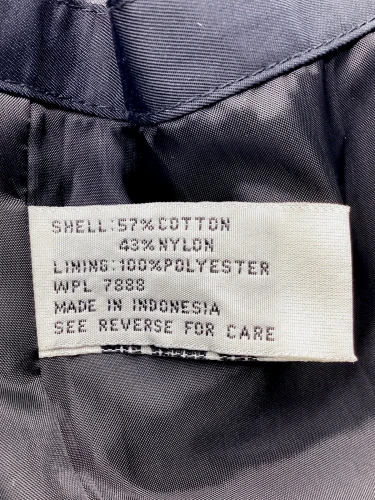 SHELL:57%COTTON
43%NYLON
LINING:100%POLYESTER
WPL 7888
MADE IN INDONESIA
SEE REVERSE FOR CARE